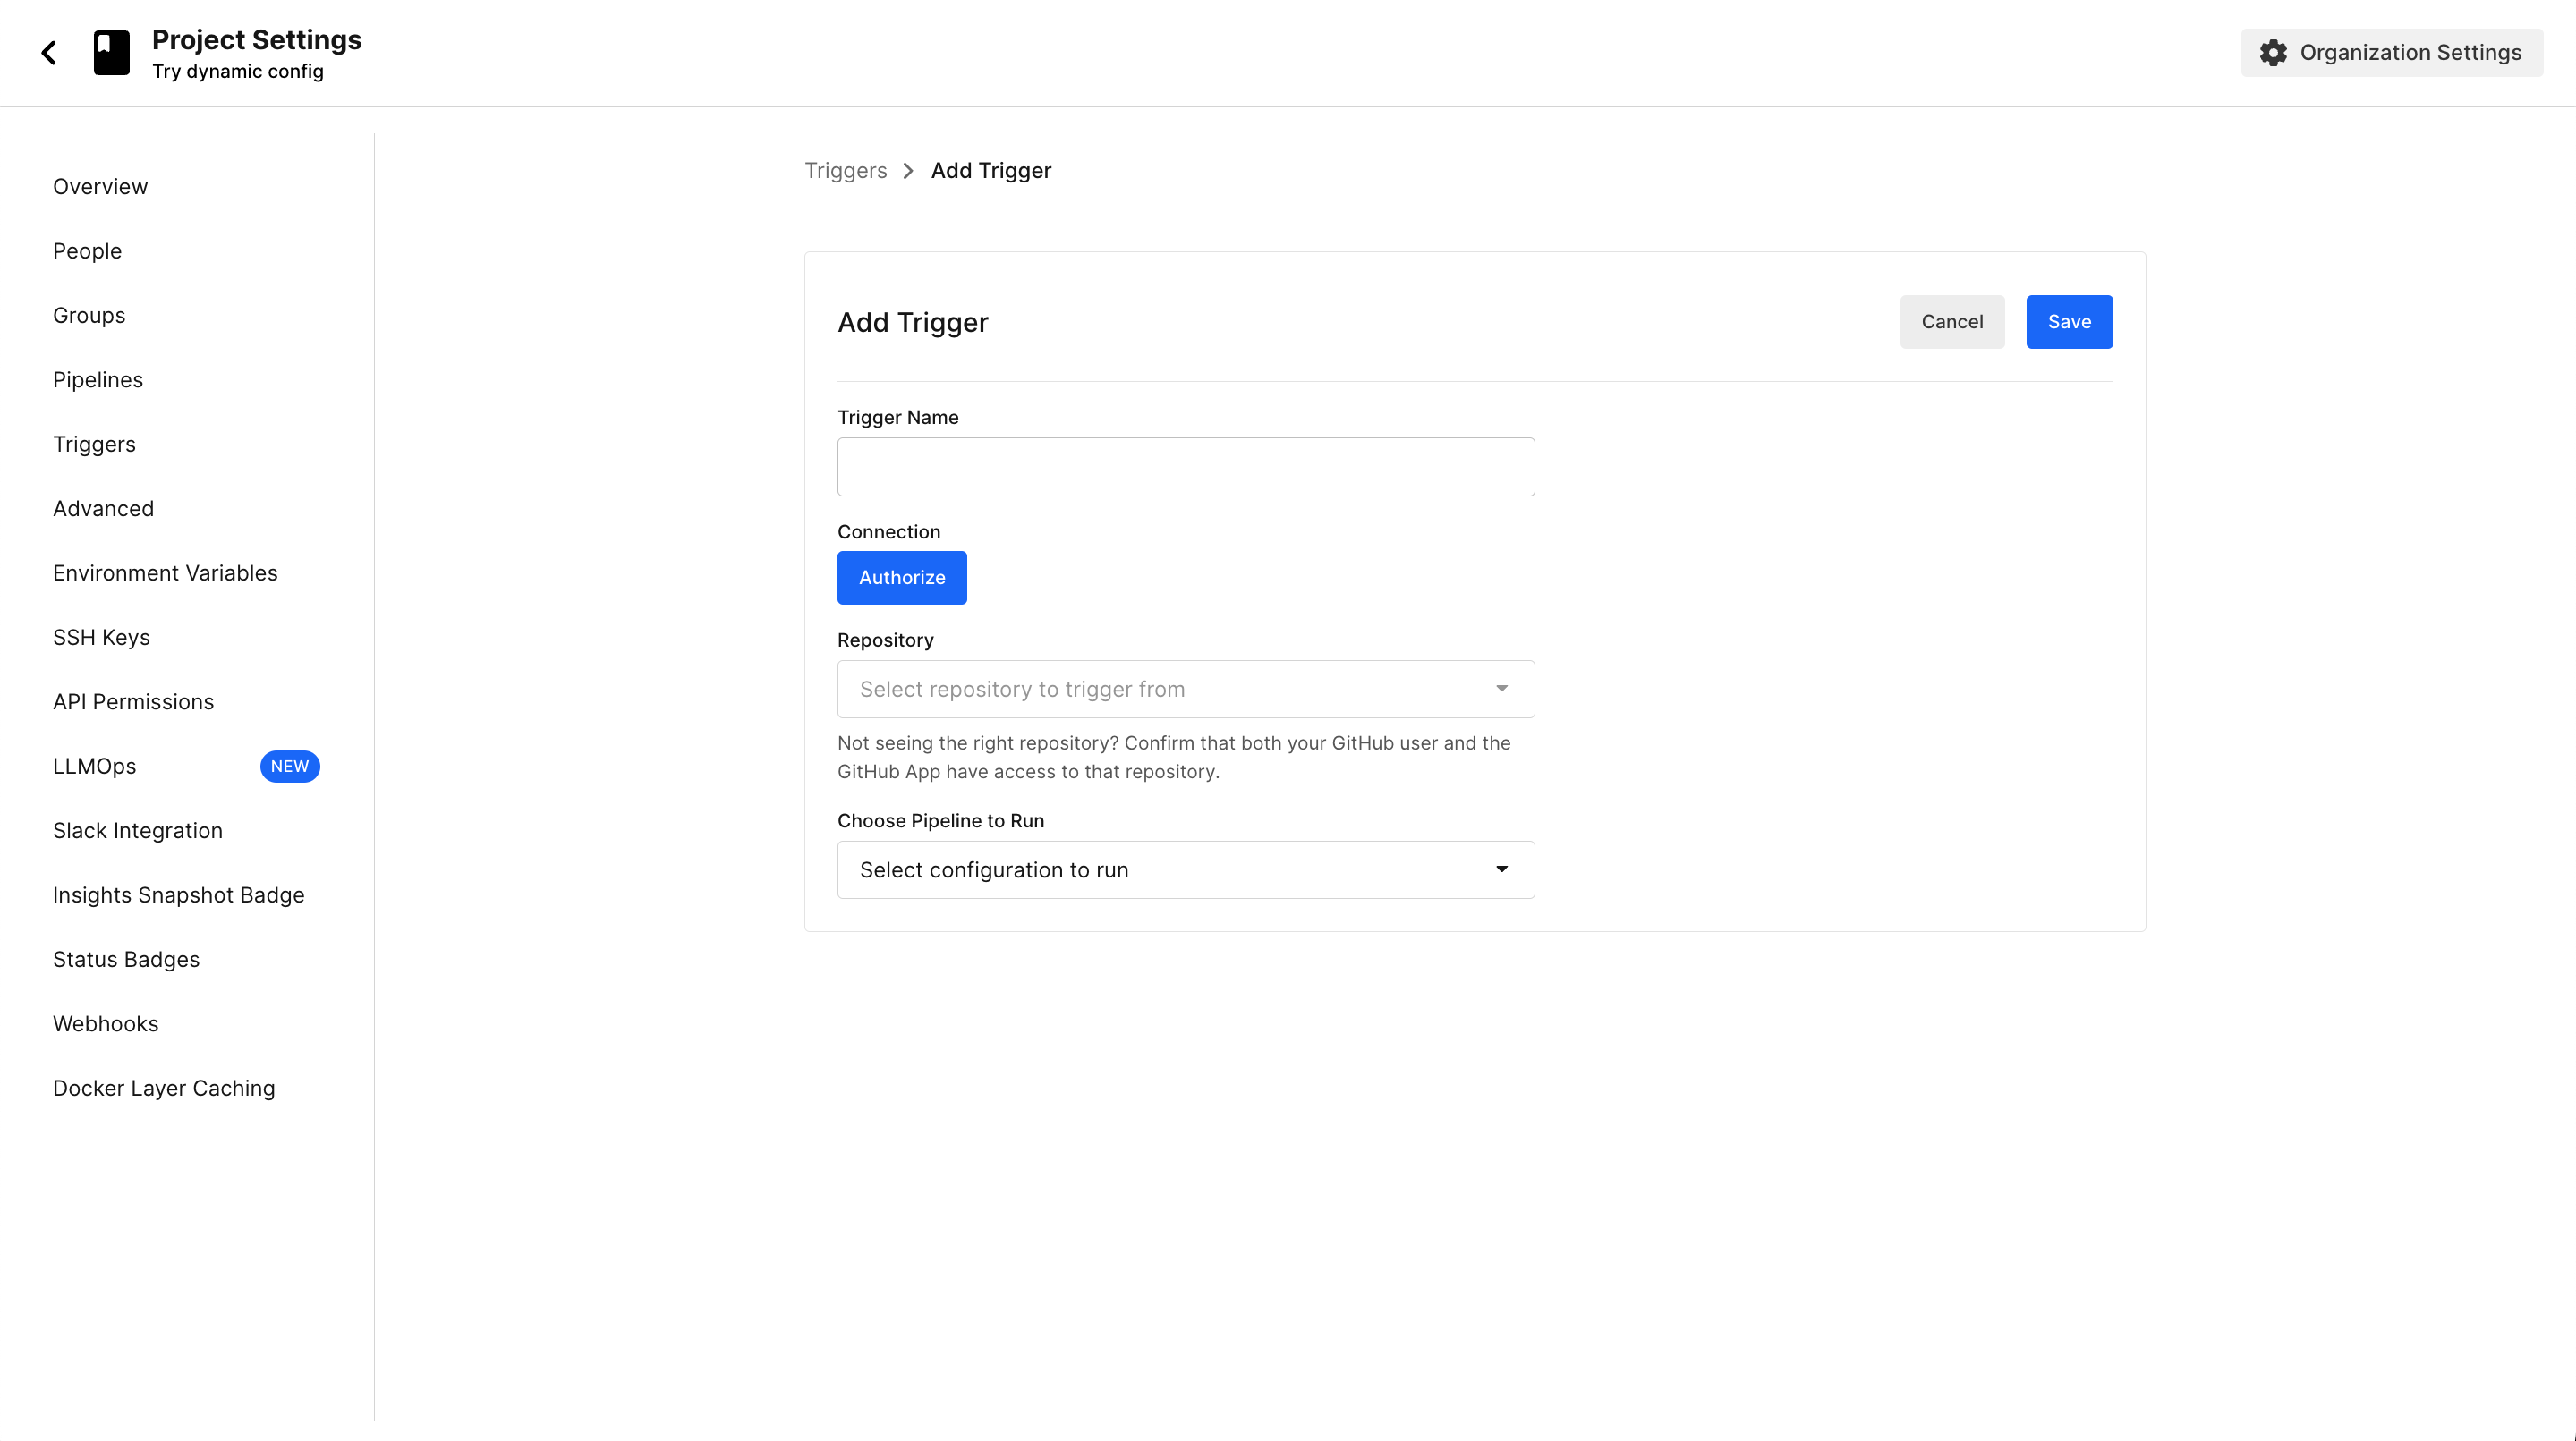 Project Settings
Try dynamic config
Organization Settings
Overview
People
Groups
Pipelines
Triggers
Advanced
Environment Variables
SSH Keys
API Permissions
LLMOps NEW
Slack Integration
Insights Snapshot Badge
Status Badges
Webhooks
Docker Layer Caching
Triggers Add Trigger
Add Trigger
Cancel Save
Trigger Name
Connection
Authorize
Repository
Select repository to trigger from
Not seeing the right repository? Confirm that both your GitHub user and the
GitHub App have access to that repository.
Choose Pipeline to Run
Select configuration to run